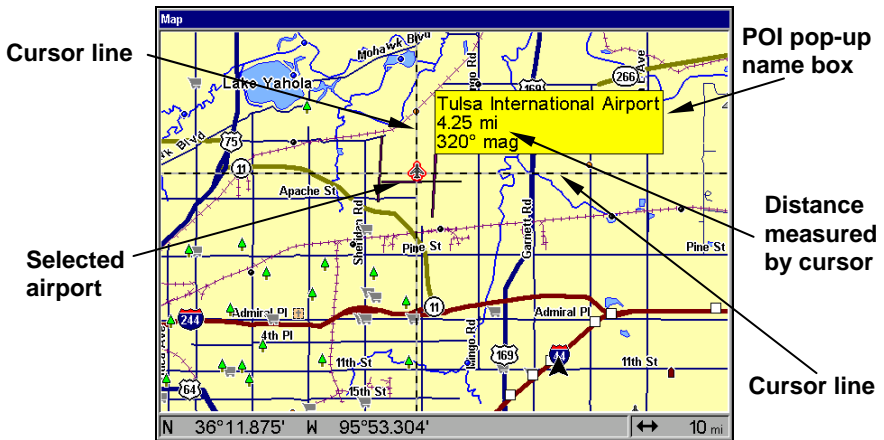 Map
Cursor line
POI pop-up
name box
Mohawk Blvd
Lake Yahola
266
169
Tulsa International Airport
4.25 mi
320° mag
75
11
Apache St
Sheridan Rd
Garnett Rd
Distance
measured
by cursor
Selected
airport
Pine St
Pine St
244
Admiral Pl
11
Admiral Pl
4th Pl
Mingo Rd
169
44
11th St
11th St
64
15th St
Cursor line
N 36°11.875' W 95°53.304'
10 mi